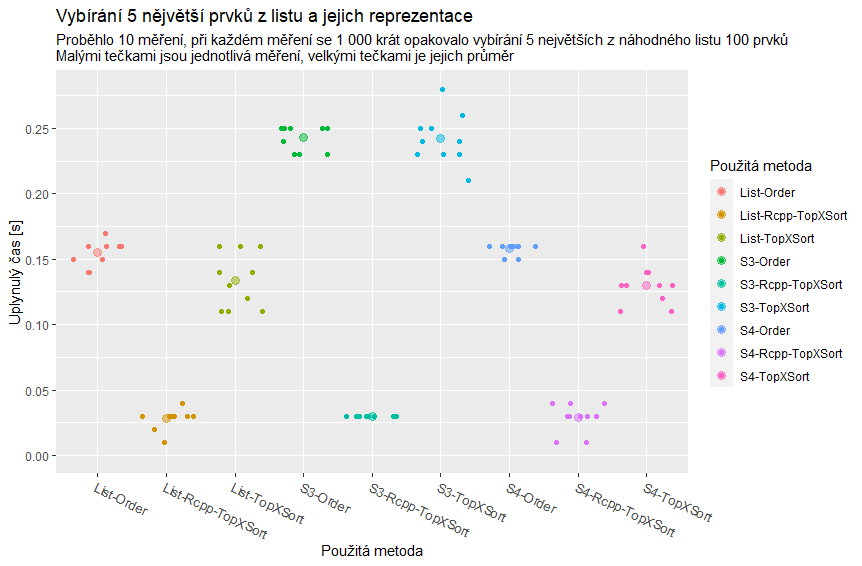 Vybírání 5 nějvětší prvků z listu a jejich reprezentace
Proběhlo 10 měření, při každém měření se 1 000 krát opakovalo vybírání 5 největších z náhodného listu 100 prvků
Malými tečkami jsou jednotlivá měření, velkými tečkami je jejich průměr
Uplynulý čas [s]
0.25
0.20
0.15
0.10
0.05
0.00
List-Order
List-Rcpp-TopXSort
List-TopXSort
S3-Order
S3-Rcpp-TopXSort
S3-TopXSort
S4-Order
S4-Rcpp-TopXSort
S4-TopXSort
Použitá metoda
Použitá metoda
List-Order
List-Rcpp-TopXSort
List-TopXSort
S3-Order
S3-Rcpp-TopXSort
S3-TopXSort
S4-Order
S4-Rcpp-TopXSort
S4-TopXSort